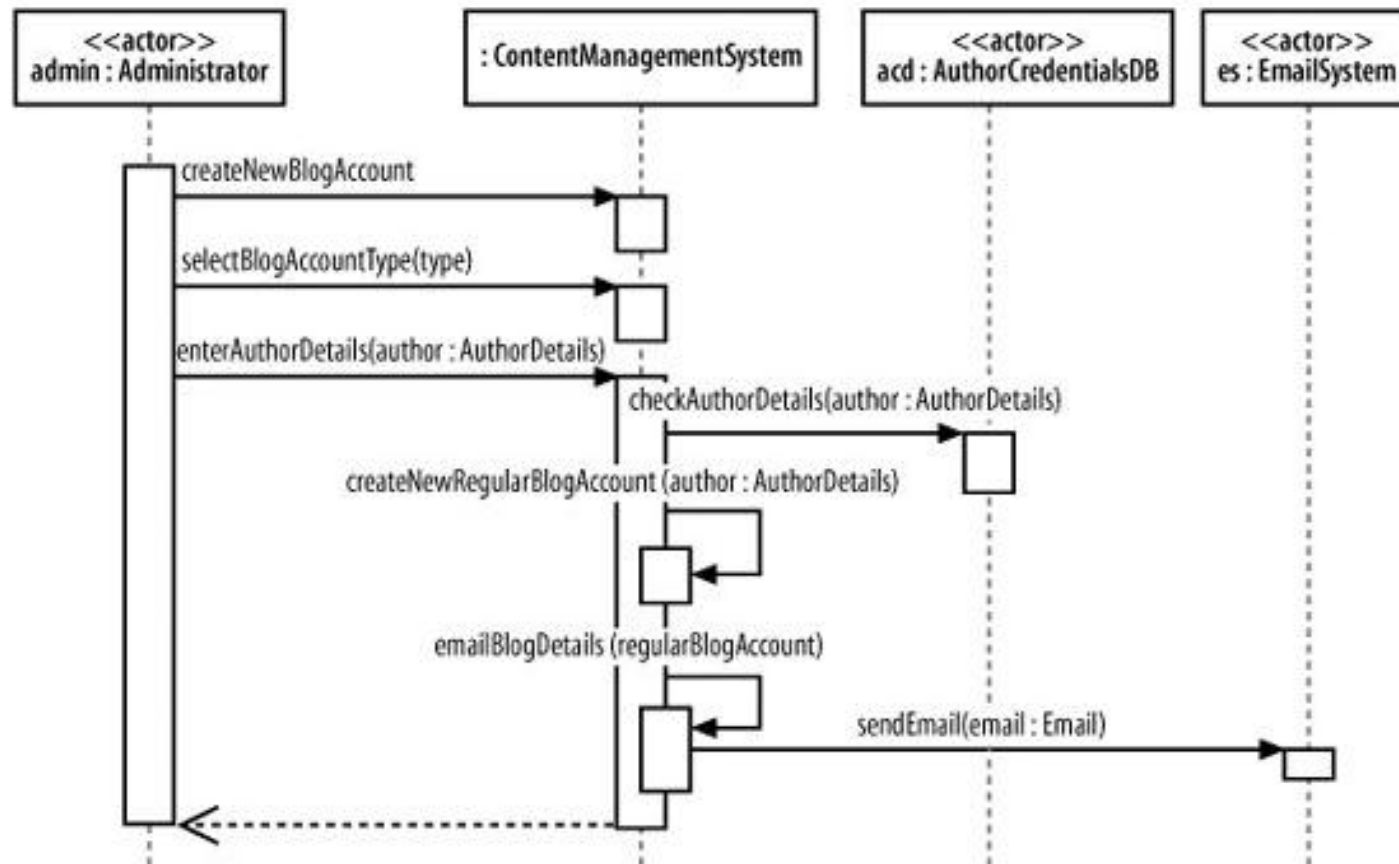 <<actor>>
admin : Administrator
: ContentManagementSystem
<<actor>>
acd : AuthorCredentialsDB
<<actor>>
es : EmailSystem
createNewBlogAccount
selectBlogAccountType(type)
enterAuthorDetails(author : AuthorDetails)
checkAuthorDetails(author : AuthorDetails)
createNewRegularBlogAccount (author : AuthorDetails)
emailBlogDetails (regularBlogAccount)
sendEmail(email : Email)